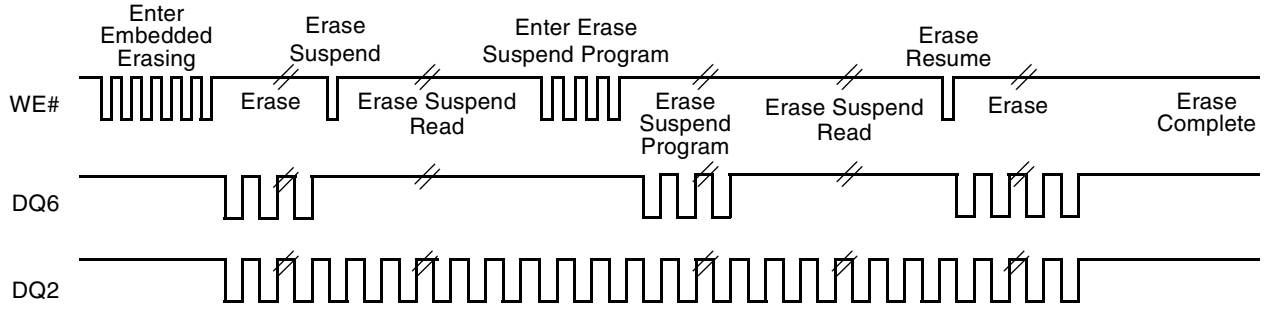 Enter
Embedded
Erasing
Erase
Suspend
Enter Erase
Suspend Program
Erase
Resume
WE#
Erase
Erase Suspend
Read
Erase
Suspend
Program
Erase Suspend
Read
Erase
Erase
Complete
DQ6
DQ2